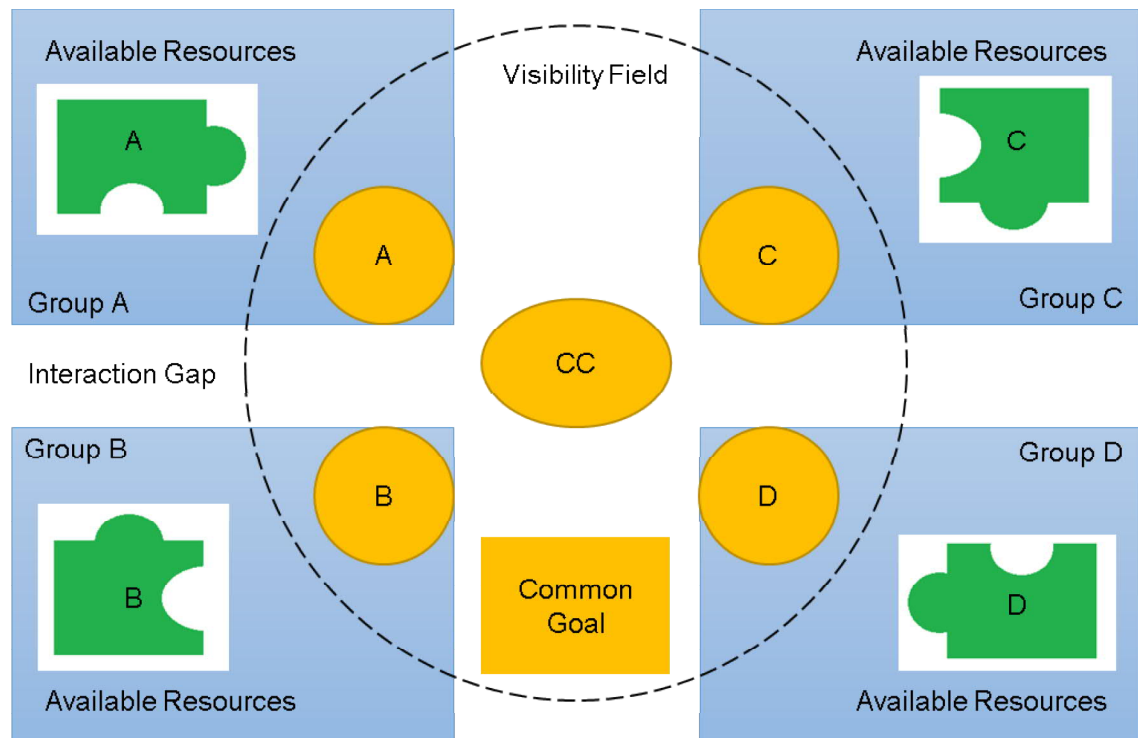 Available Resources
A
Group A
A
Visibility Field
Available Resources
C
Group C
C
CC
Interaction Gap
Group B
B
B
Available Resources
Common
Goal
Group D
D
D
Available Resources